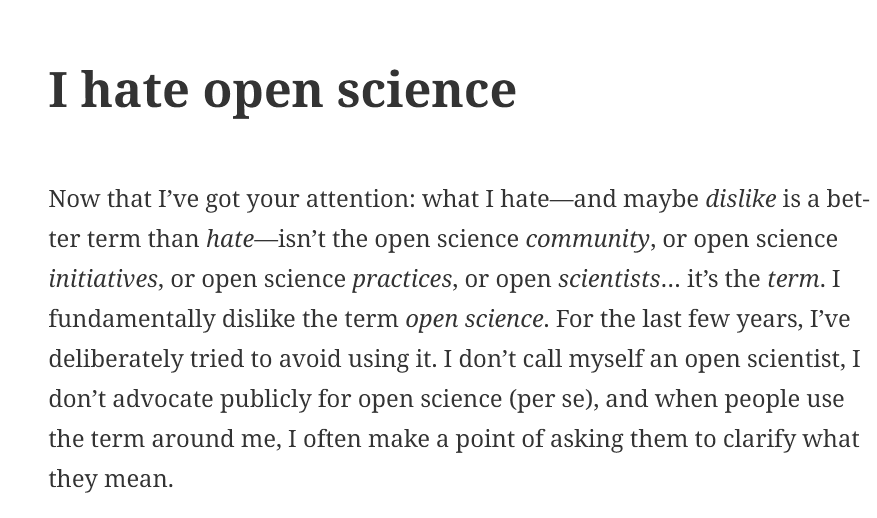 I hate open science
Now that I’ve got your attention: what I hate—and maybe dislike is a bet-
ter term than hate—isn’t the open science community, or open science
initiatives, or open science practices, or open scientists… it’s the term. I
fundamentally dislike the term open science. For the last few years, I’ve
deliberately tried to avoid using it. I don’t call myself an open scientist, I
don’t advocate publicly for open science (per se), and when people use
the term around me, I often make a point of asking them to clarify what
they mean.